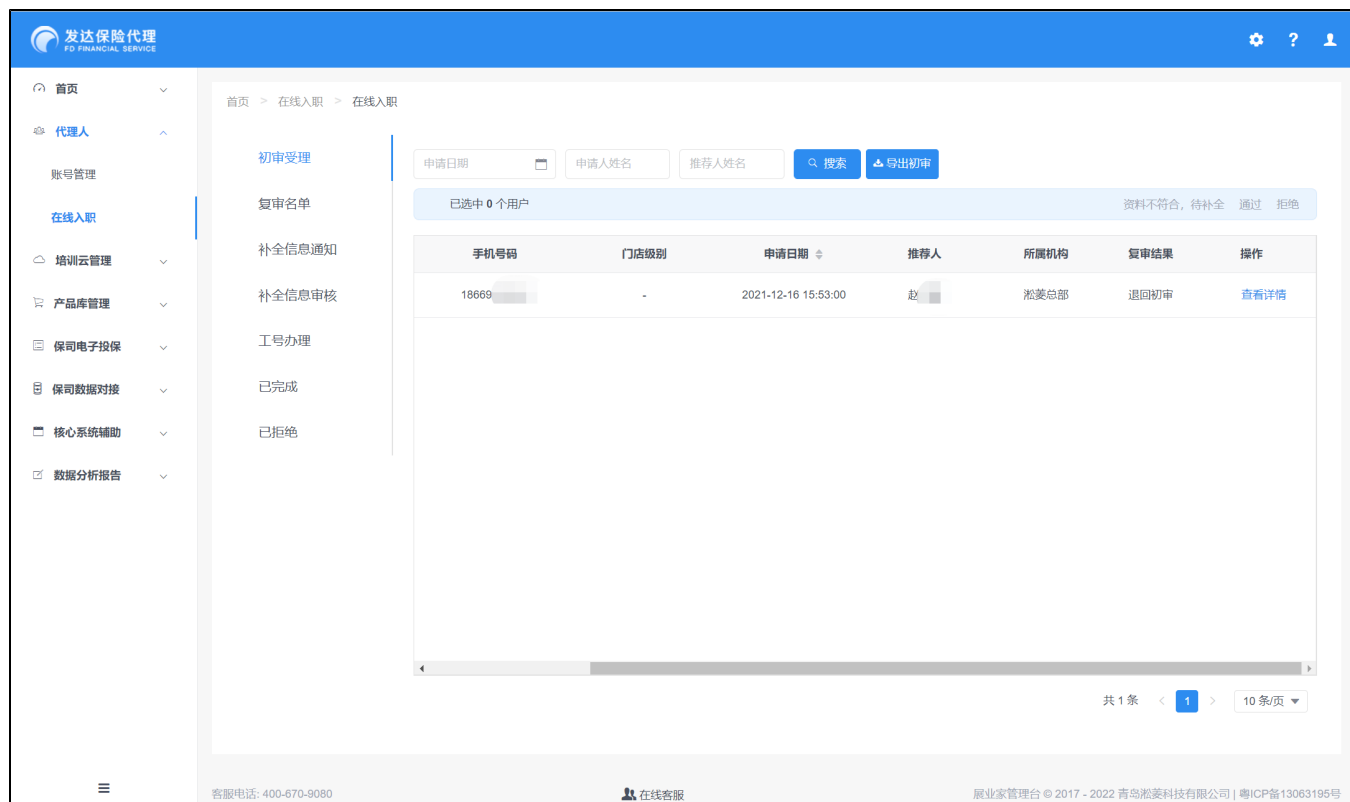 发达保险代理
FD FINANCIAL SERVICE
首页
代理人
账号管理
在线入职
培训云管理
产品库管理
保司电子投保
保司数据对接
核心系统辅助
数据分析报告
首页 > 在线入职 > 在线入职
初审受理
复审名单
补全信息通知
补全信息审核
工号办理
已完成
已拒绝
申请日期 申请人姓名 推荐人姓名 搜索 导出初审
已选中 0 个用户 资料不符合，待补全 通过 拒绝
手机号码 门店级别 申请日期 推荐人 所属机构 复审结果 操作
18669 - 2021-12-16 15:53:00 赵 淞菱总部 退回初审 查看详情
共 1 条 < 1 > 10 条/页
客服电话: 400-670-9080 在线客服 展业家管理台 © 2017 - 2022 青岛淞菱科技有限公司 | 粤ICP备13063195号